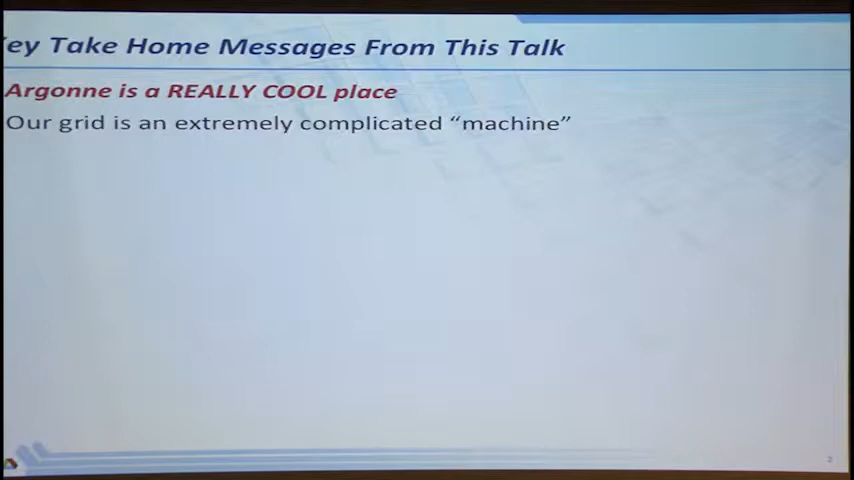 ey Take Home Messages From This Talk
Argonne is a REALLY COOL place
Our grid is an extremely complicated “machine”
2